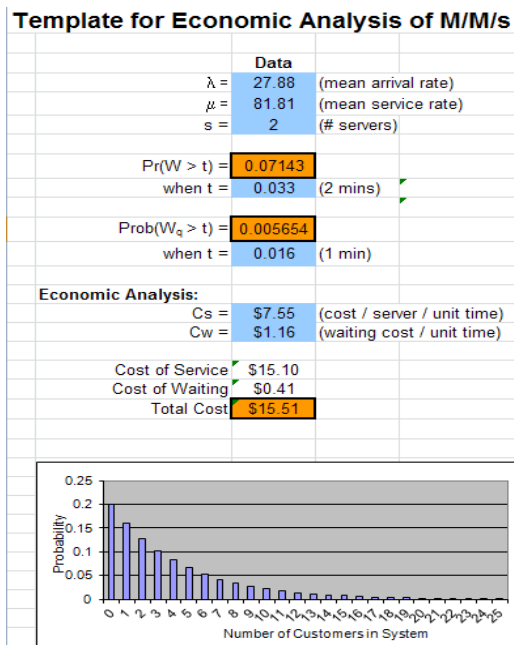 Template for Economic Analysis of M/M/s
Data
λ = 27.88 (mean arrival rate)
μ = 81.81 (mean service rate)
s = 2 (# servers)
Pr(W > t) = 0.07143
when t = 0.033 (2 mins)
Prob(Wq > t) = 0.005654
when t = 0.016 (1 min)
Economic Analysis:
Cs = $7.55 (cost / server / unit time)
Cw = $1.16 (waiting cost / unit time)
Cost of Service $15.10
Cost of Waiting $0.41
Total Cost $15.51
0.25
0.2
0.15
0.1
0.05
0
Probability
0 1 2 3 4 5 6 7 8 9 10 11 12 13 14 15 16 17 18 19 20 21 22 23 24 25
Number of Customers in System